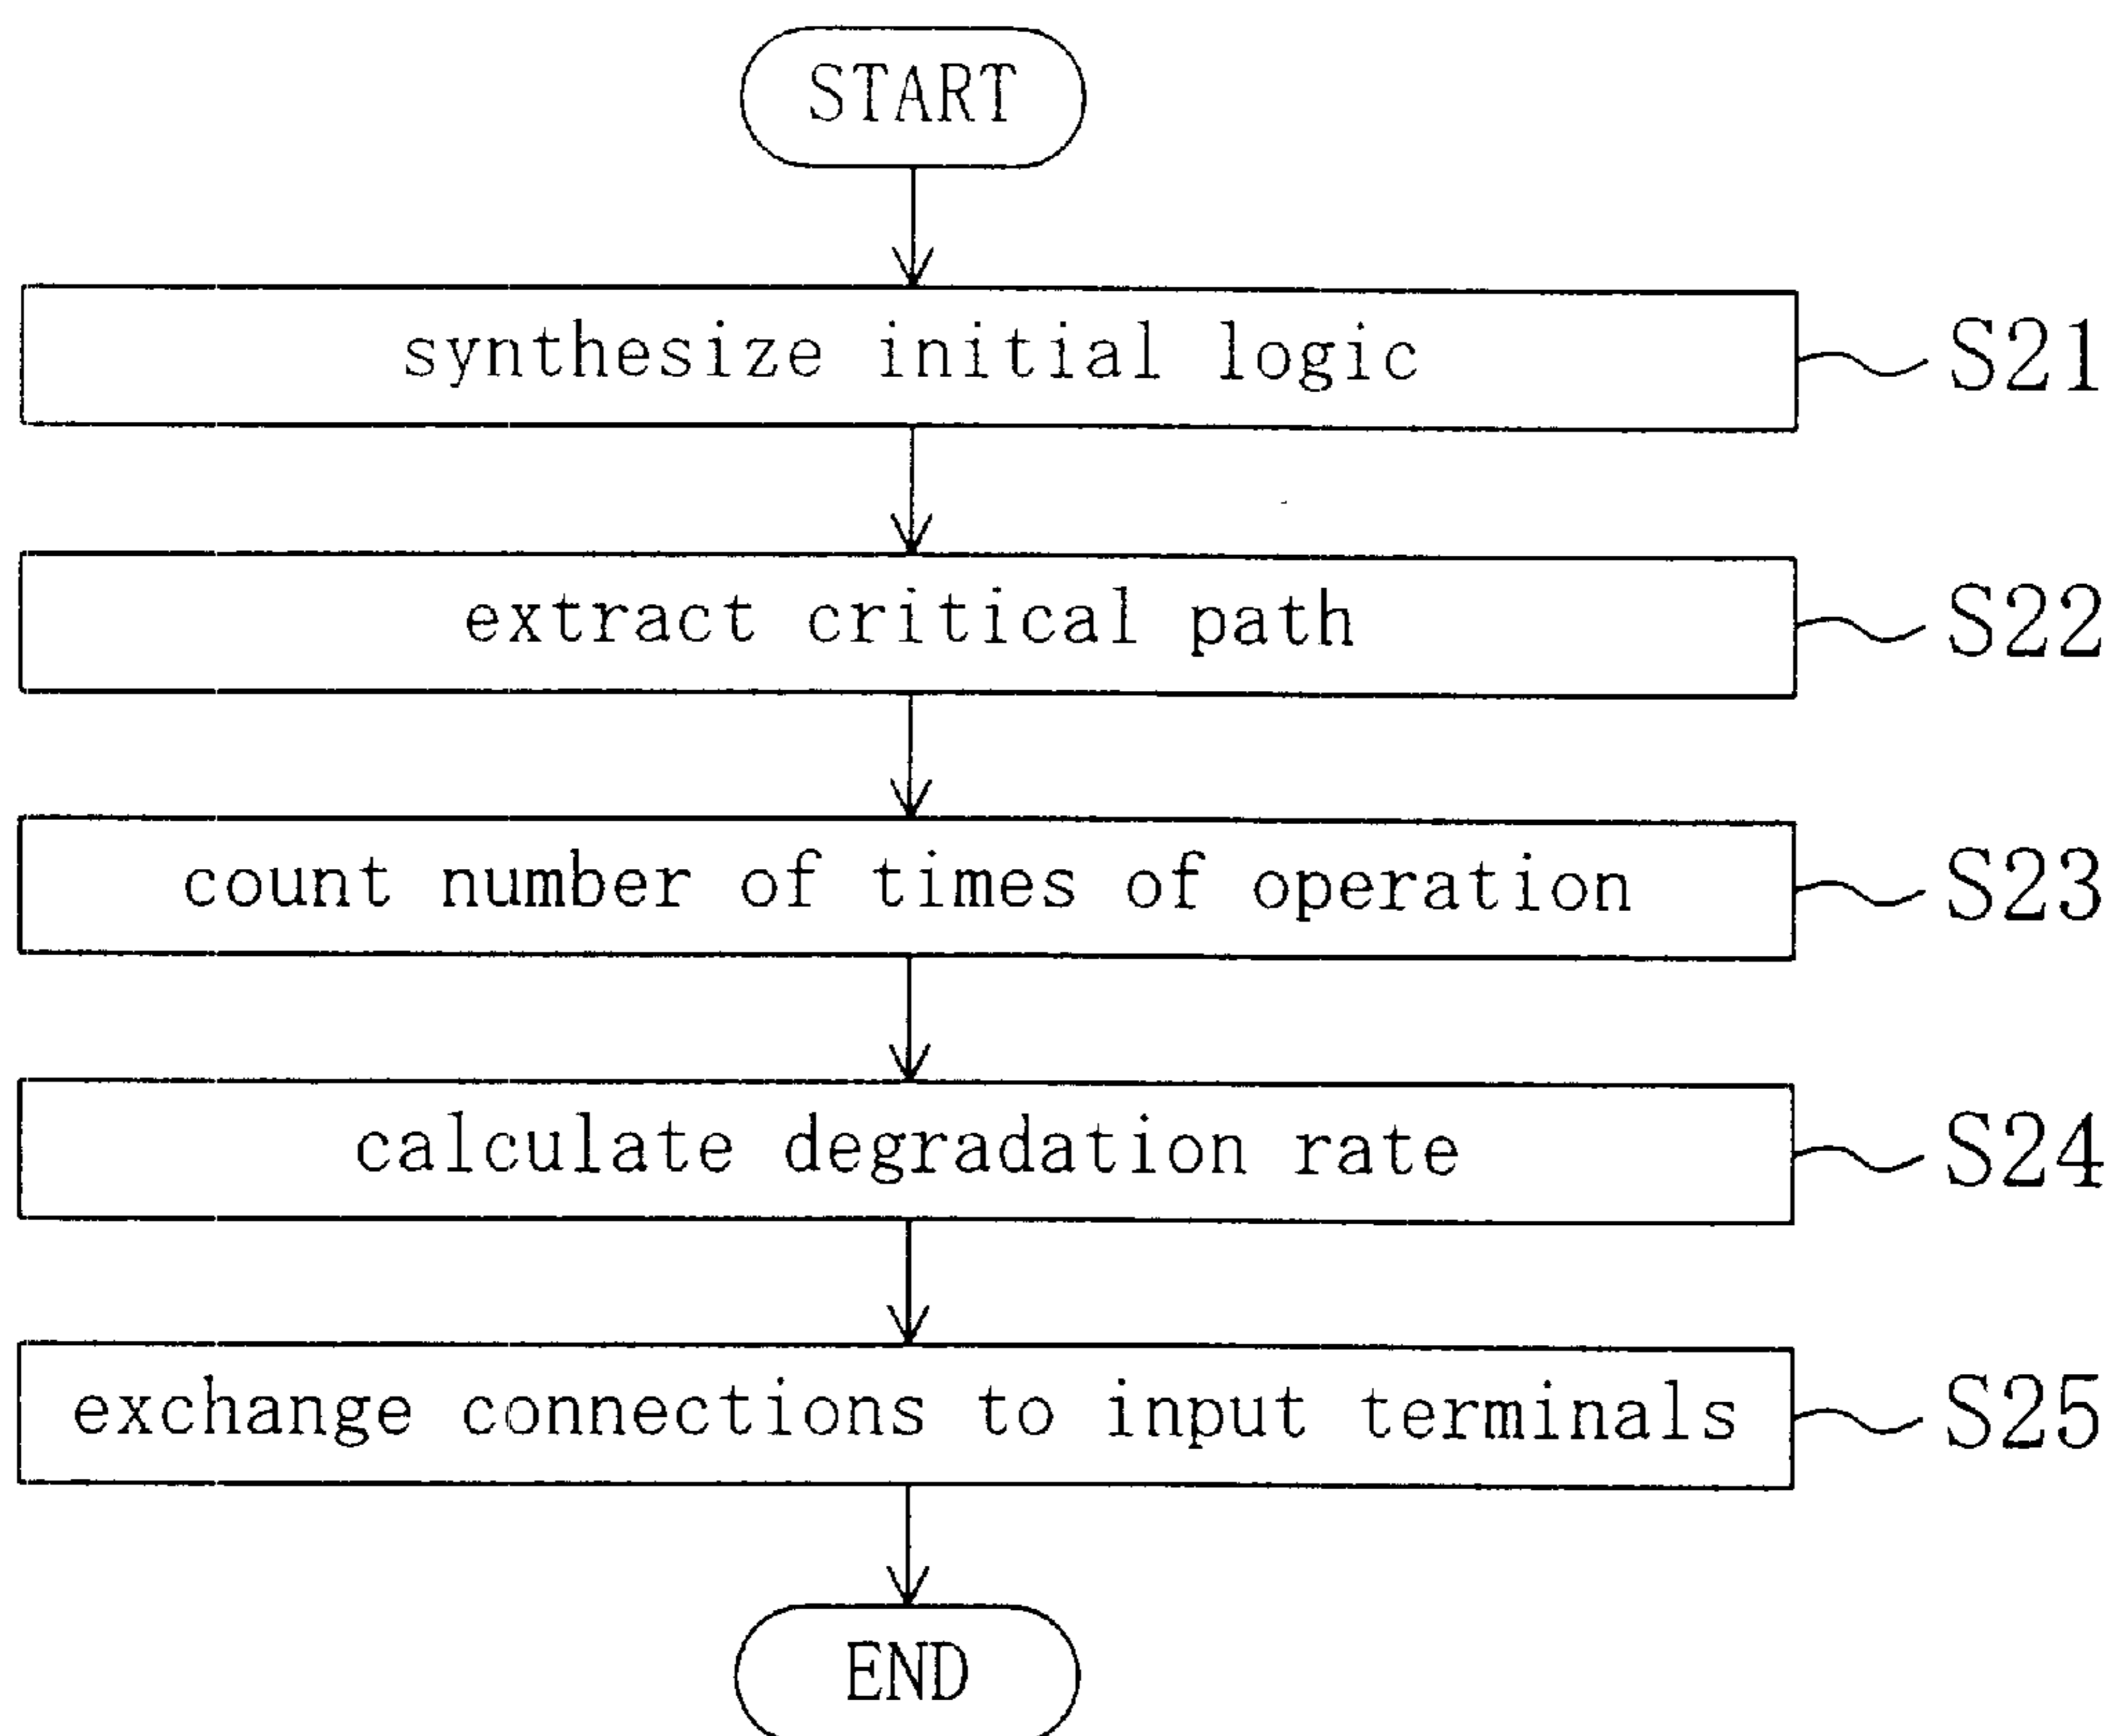 START
synthesize initial logic S21
extract critical path S22
count number of times of operation S23
calculate degradation rate S24
exchange connections to input terminals S25
END